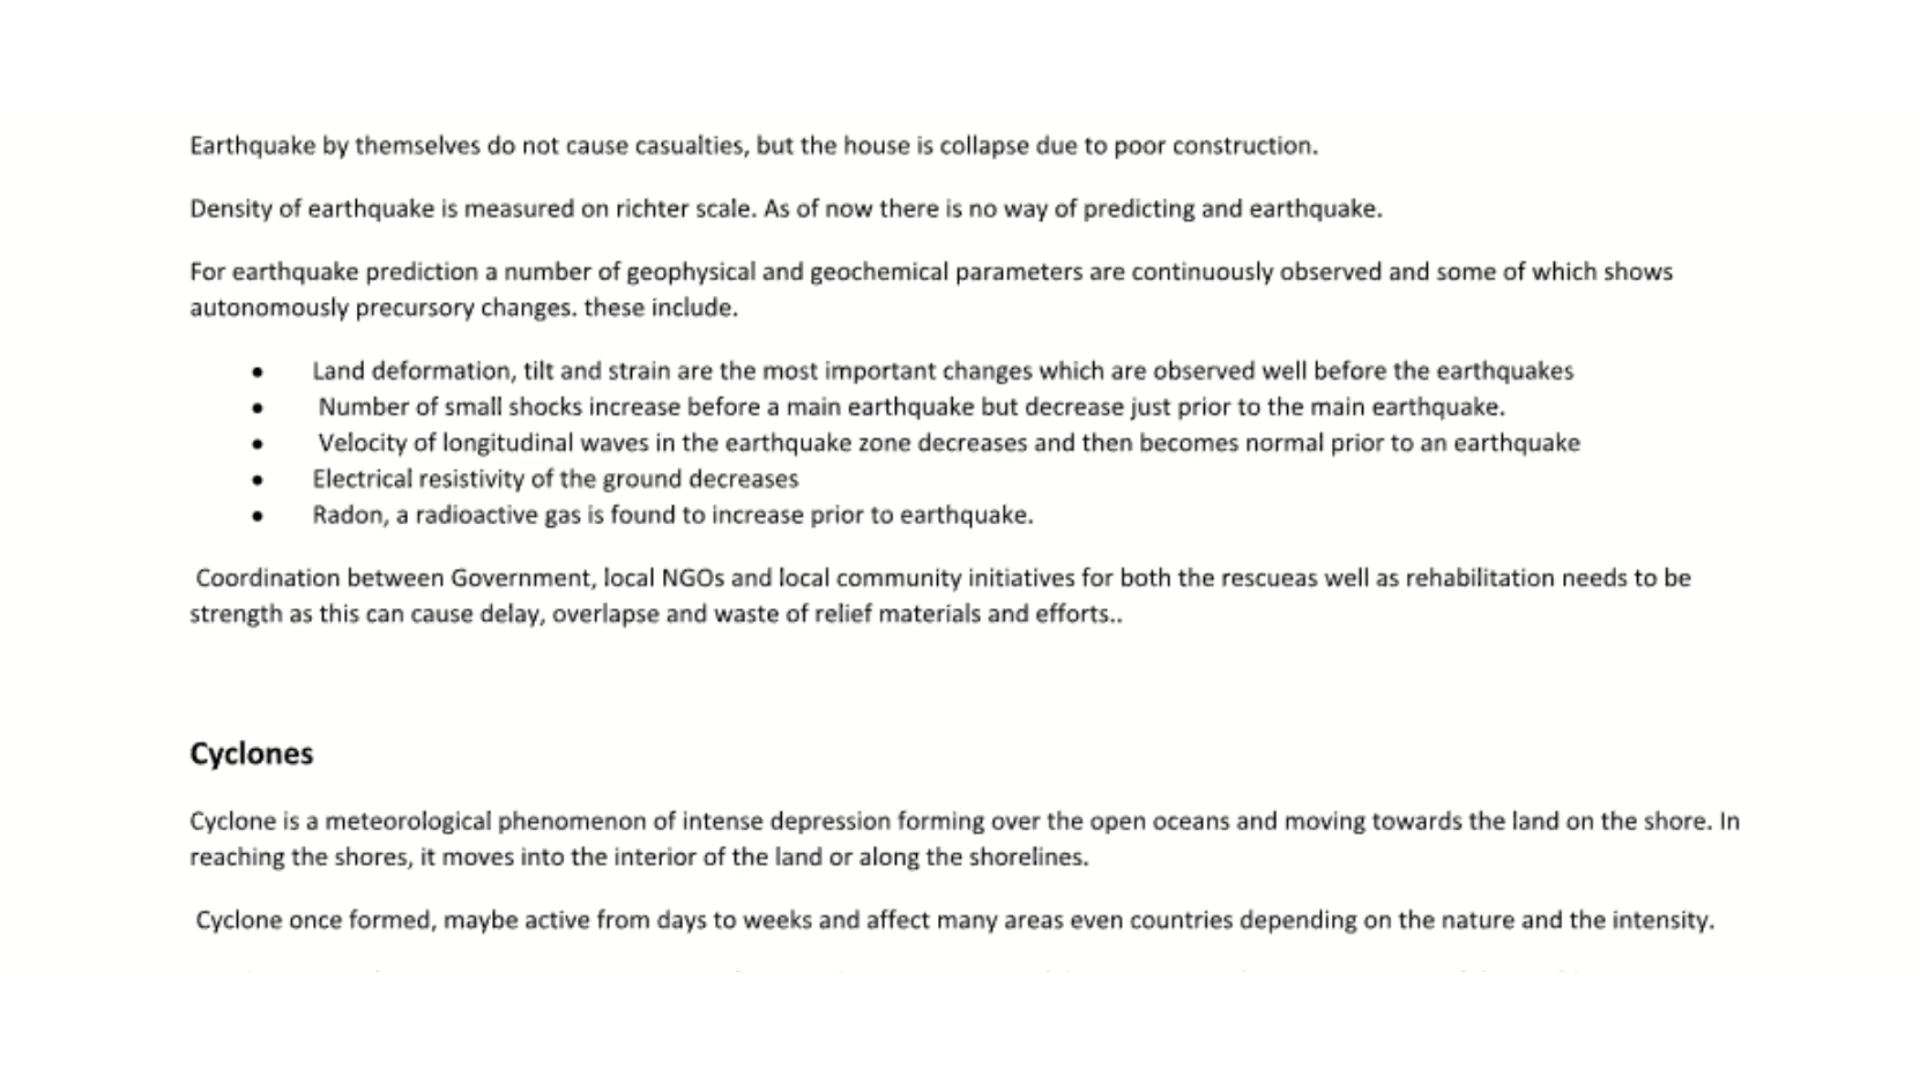 Earthquake by themselves do not cause casualties, but the house is collapse due to poor construction.
Density of earthquake is measured on richter scale. As of now there is no way of predicting and earthquake.
For earthquake prediction a number of geophysical and geochemical parameters are continuously observed and some of which shows
autonomously precursory changes. these include.
• Land deformation, tilt and strain are the most important changes which are observed well before the earthquakes
• Number of small shocks increase before a main earthquake but decrease just prior to the main earthquake.
• Velocity of longitudinal waves in the earthquake zone decreases and then becomes normal prior to an earthquake
• Electrical resistivity of the ground decreases
• Radon, a radioactive gas is found to increase prior to earthquake.
Coordination between Government, local NGOs and local community initiatives for both the rescueas well as rehabilitation needs to be
strength as this can cause delay, overlapse and waste of relief materials and efforts..
Cyclones
Cyclone is a meteorological phenomenon of intense depression forming over the open oceans and moving towards the land on the shore. In
reaching the shores, it moves into the interior of the land or along the shorelines.
Cyclone once formed, maybe active from days to weeks and affect many areas even countries depending on the nature and the intensity.